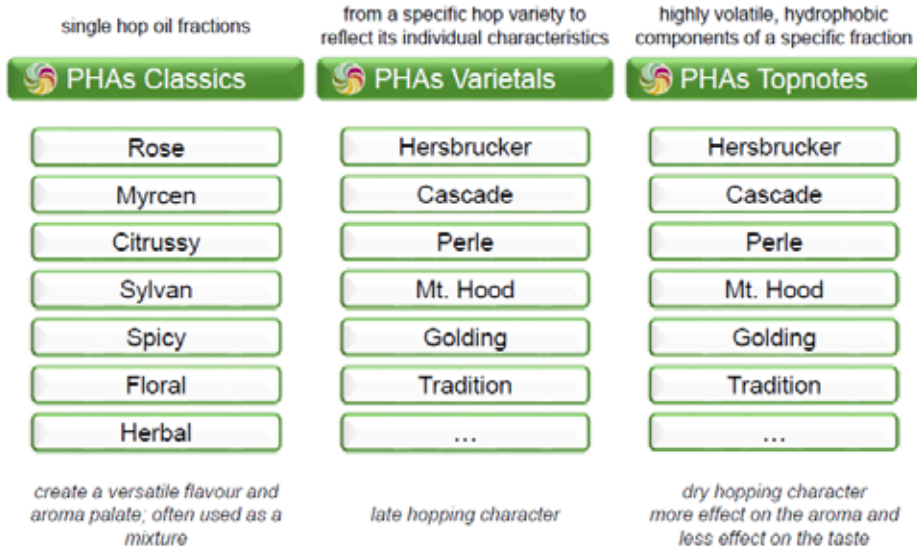 single hop oil fractions
PHAs Classics
Rose
Myrcen
Citrussy
Sylvan
Spicy
Floral
Herbal
create a versatile flavour and
aroma palate; often used as a
mixture
from a specific hop variety to
reflect its individual characteristics
PHAs Varietals
Hersbrucker
Cascade
Perle
Mt. Hood
Golding
Tradition
...
late hopping character
highly volatile, hydrophobic
components of a specific fraction
PHAs Topnotes
Hersbrucker
Cascade
Perle
Mt. Hood
Golding
Tradition
...
dry hopping character
more effect on the aroma and
less effect on the taste